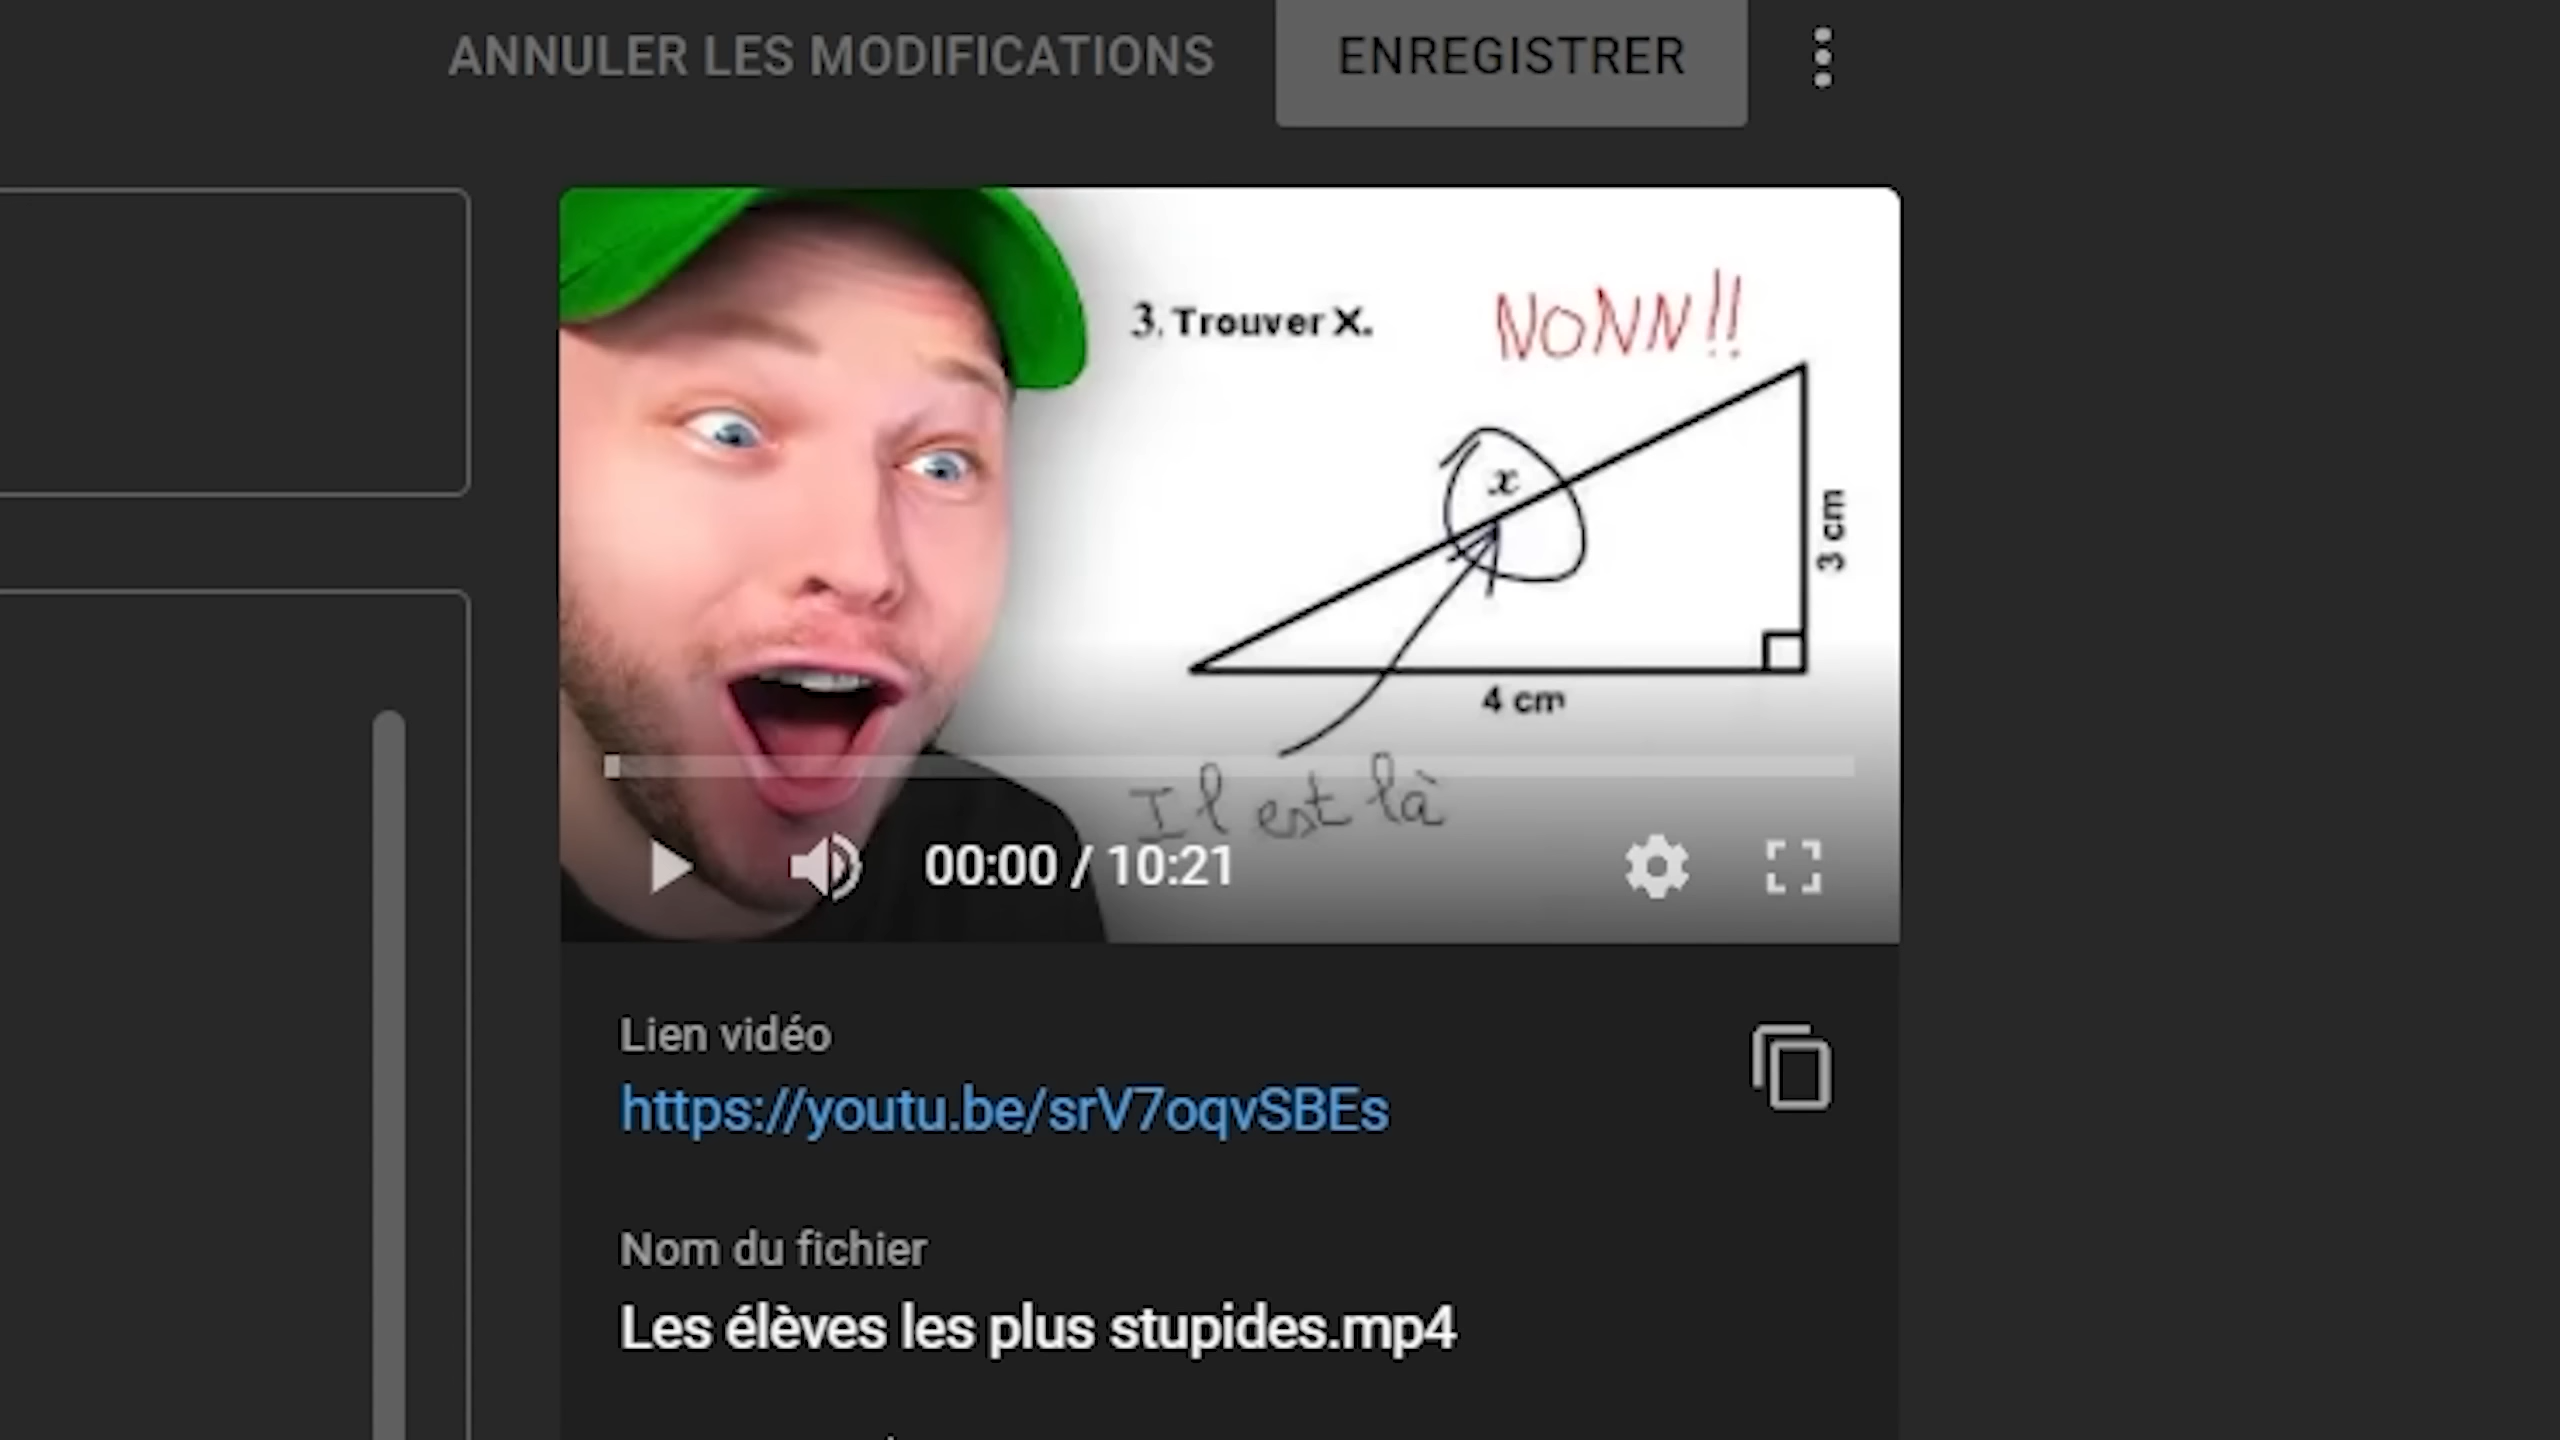 ANNULER LES MODIFICATIONS
ENREGISTRER
3. Trouver X.
NONN!!
x
3 cm
4 cm
Il est là
00:00 / 10:21
Lien vidéo
https://youtu.be/srV7oqvSBEs
Nom du fichier
Les élèves les plus stupides.mp4